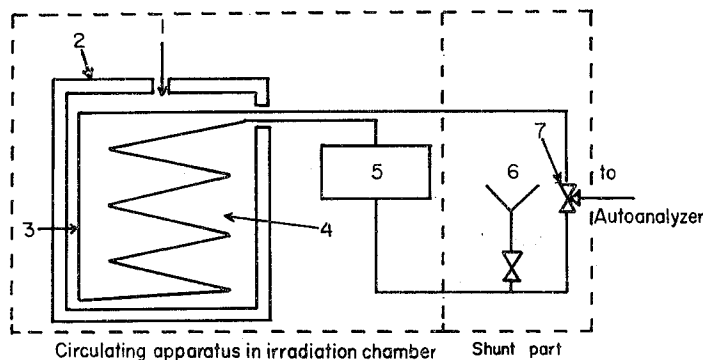 2
7
to
5
6
Autoanalyzer
3
4
Circulating apparatus in irradiation chamber
Shunt part